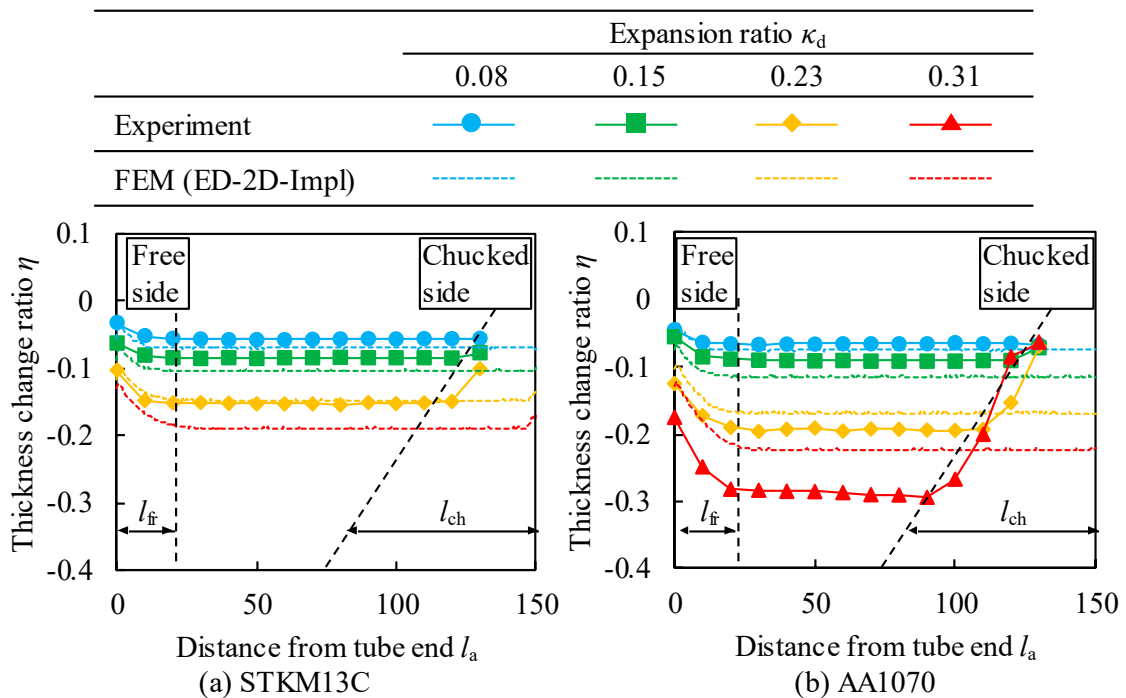 Expansion ratio κd
0.08 0.15 0.23 0.31
Experiment
FEM (ED-2D-Impl)
Thickness change ratio η
0.1
0
-0.1
-0.2
-0.3
-0.4
Free
side
Chucked
side
lfr
lch
0 50 100 150
Distance from tube end la
(a) STKM13C
Thickness change ratio η
0.1
0
-0.1
-0.2
-0.3
-0.4
Free
side
Chucked
side
lfr
lch
0 50 100 150
Distance from tube end la
(b) AA1070